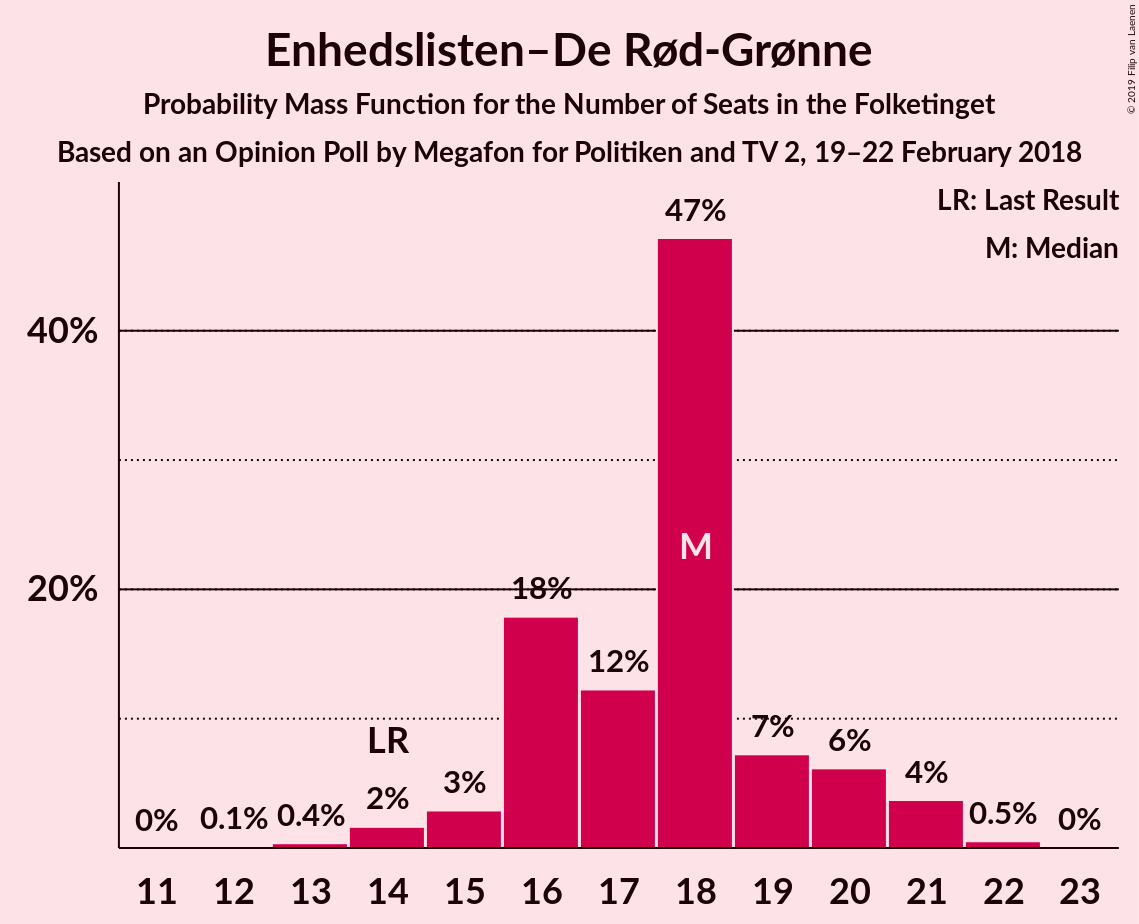 Enhedslisten–De Rød-Grønne
Probability Mass Function for the Number of Seats in the Folketinget
Based on an Opinion Poll by Megafon for Politiken and TV 2, 19–22 February 2018
© 2019 Filip van Laenen
LR: Last Result
M: Median
40%
20%
0%
0.1%
0.4%
LR
2%
3%
18%
12%
47%
M
7%
6%
4%
0.5%
0%
11 12 13 14 15 16 17 18 19 20 21 22 23